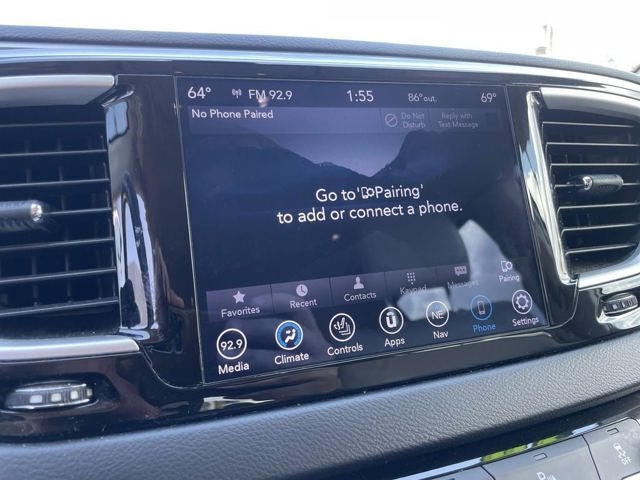 64° FM 92.9 1:55 86° out. 69°
No Phone Paired Do Not Disturb Reply with Text Message
Go to 'Pairing'
to add or connect a phone.
Favorites Recent Contacts Keypad Messages Pairing
92.9 NE
Media Climate Controls Apps Nav Phone Settings
OFF